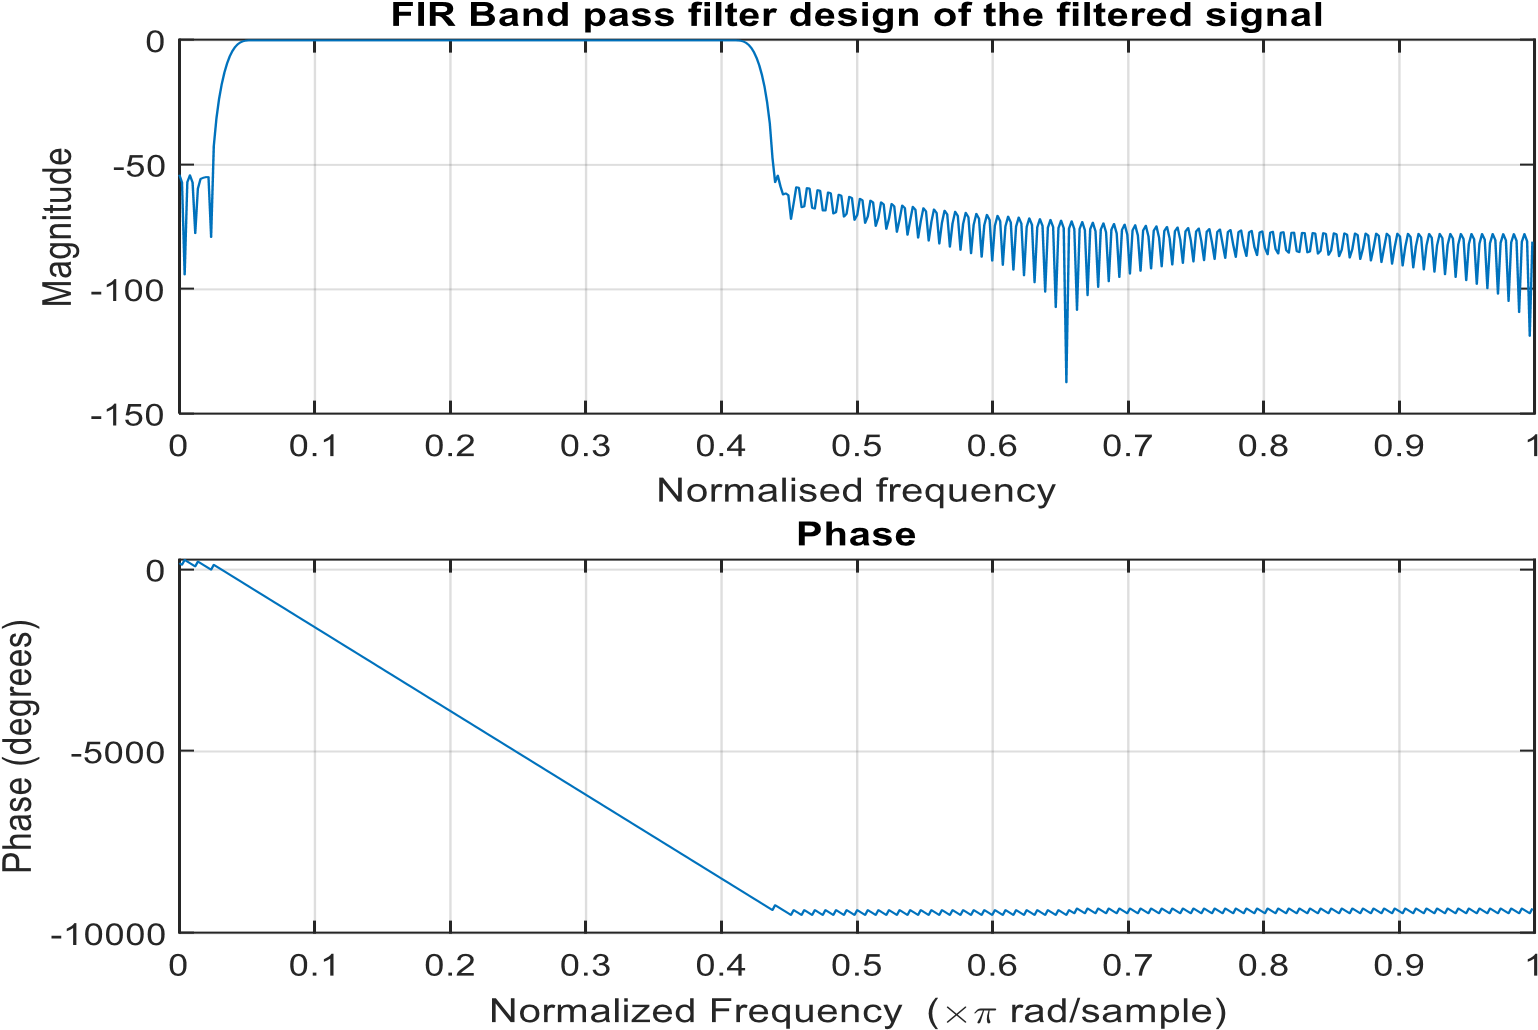 FIR Band pass filter design of the filtered signal
0
-50
-100
-150
Magnitude
0 0.1 0.2 0.3 0.4 0.5 0.6 0.7 0.8 0.9 1
Normalised frequency
Phase
0
-5000
-10000
Phase (degrees)
0 0.1 0.2 0.3 0.4 0.5 0.6 0.7 0.8 0.9 1
Normalized Frequency (×π rad/sample)